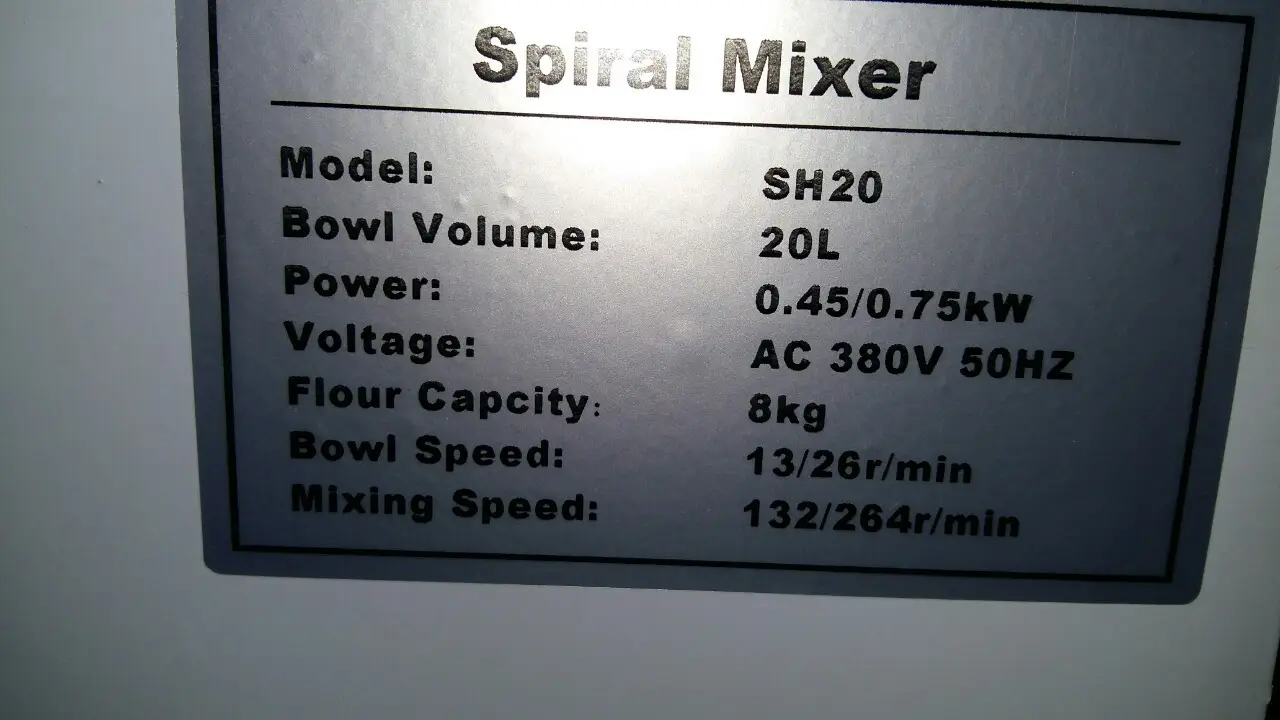 Spiral Mixer
Model: SH20
Bowl Volume: 20L
Power: 0.45/0.75kW
Voltage: AC 380V 50HZ
Flour Capcity: 8kg
Bowl Speed: 13/26r/min
Mixing Speed: 132/264r/min